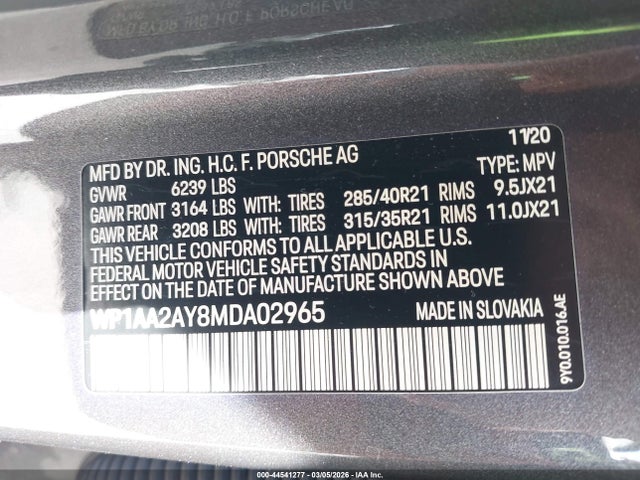 MFD BY DR. ING. H.C. F. PORSCHE AG 11/20
GVWR 6239 LBS TYPE: MPV
GAWR FRONT 3164 LBS WITH: TIRES 285/40R21 RIMS 9.5JX21
GAWR REAR 3208 LBS WITH: TIRES 315/35R21 RIMS 11.0JX21
THIS VEHICLE CONFORMS TO ALL APPLICABLE U.S.
FEDERAL MOTOR VEHICLE SAFETY STANDARDS IN
EFFECT ON THE DATE OF MANUFACTURE SHOWN ABOVE
WP1AA2AY8MDA02965 MADE IN SLOVAKIA
9Y0.010.016.AE
000-44541277 - 03/05/2026 - IAA Inc.